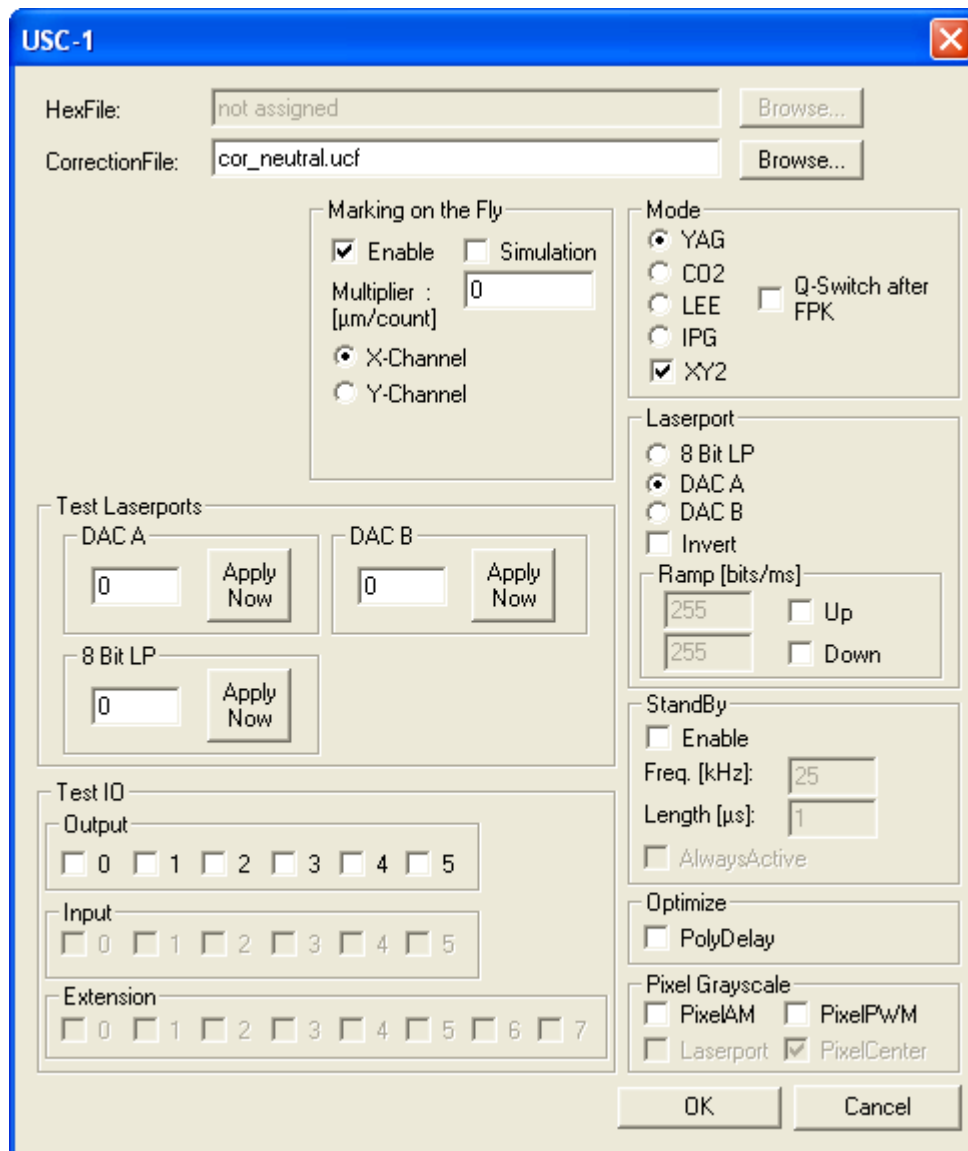 USC-1
HexFile: not assigned Browse...
CorrectionFile: cor_neutral.ucf Browse...
Marking on the Fly
Enable Simulation
Multiplier : 0
[µm/count]
X-Channel
Y-Channel
Mode
YAG
CO2
LEE
IPG
XY2
Q-Switch after
FPK
Laserport
8 Bit LP
DAC A
DAC B
Invert
Ramp [bits/ms]
255 Up
255 Down
Test Laserports
DAC A
0 Apply
Now
DAC B
0 Apply
Now
8 Bit LP
0 Apply
Now
StandBy
Enable
Freq. [kHz]: 25
Length [µs]: 1
AlwaysActive
Test IO
Output
0 1 2 3 4 5
Input
0 1 2 3 4 5
Extension
0 1 2 3 4 5 6 7
Optimize
PolyDelay
Pixel Grayscale
PixelAM PixelPWM
Laserport PixelCenter
OK Cancel